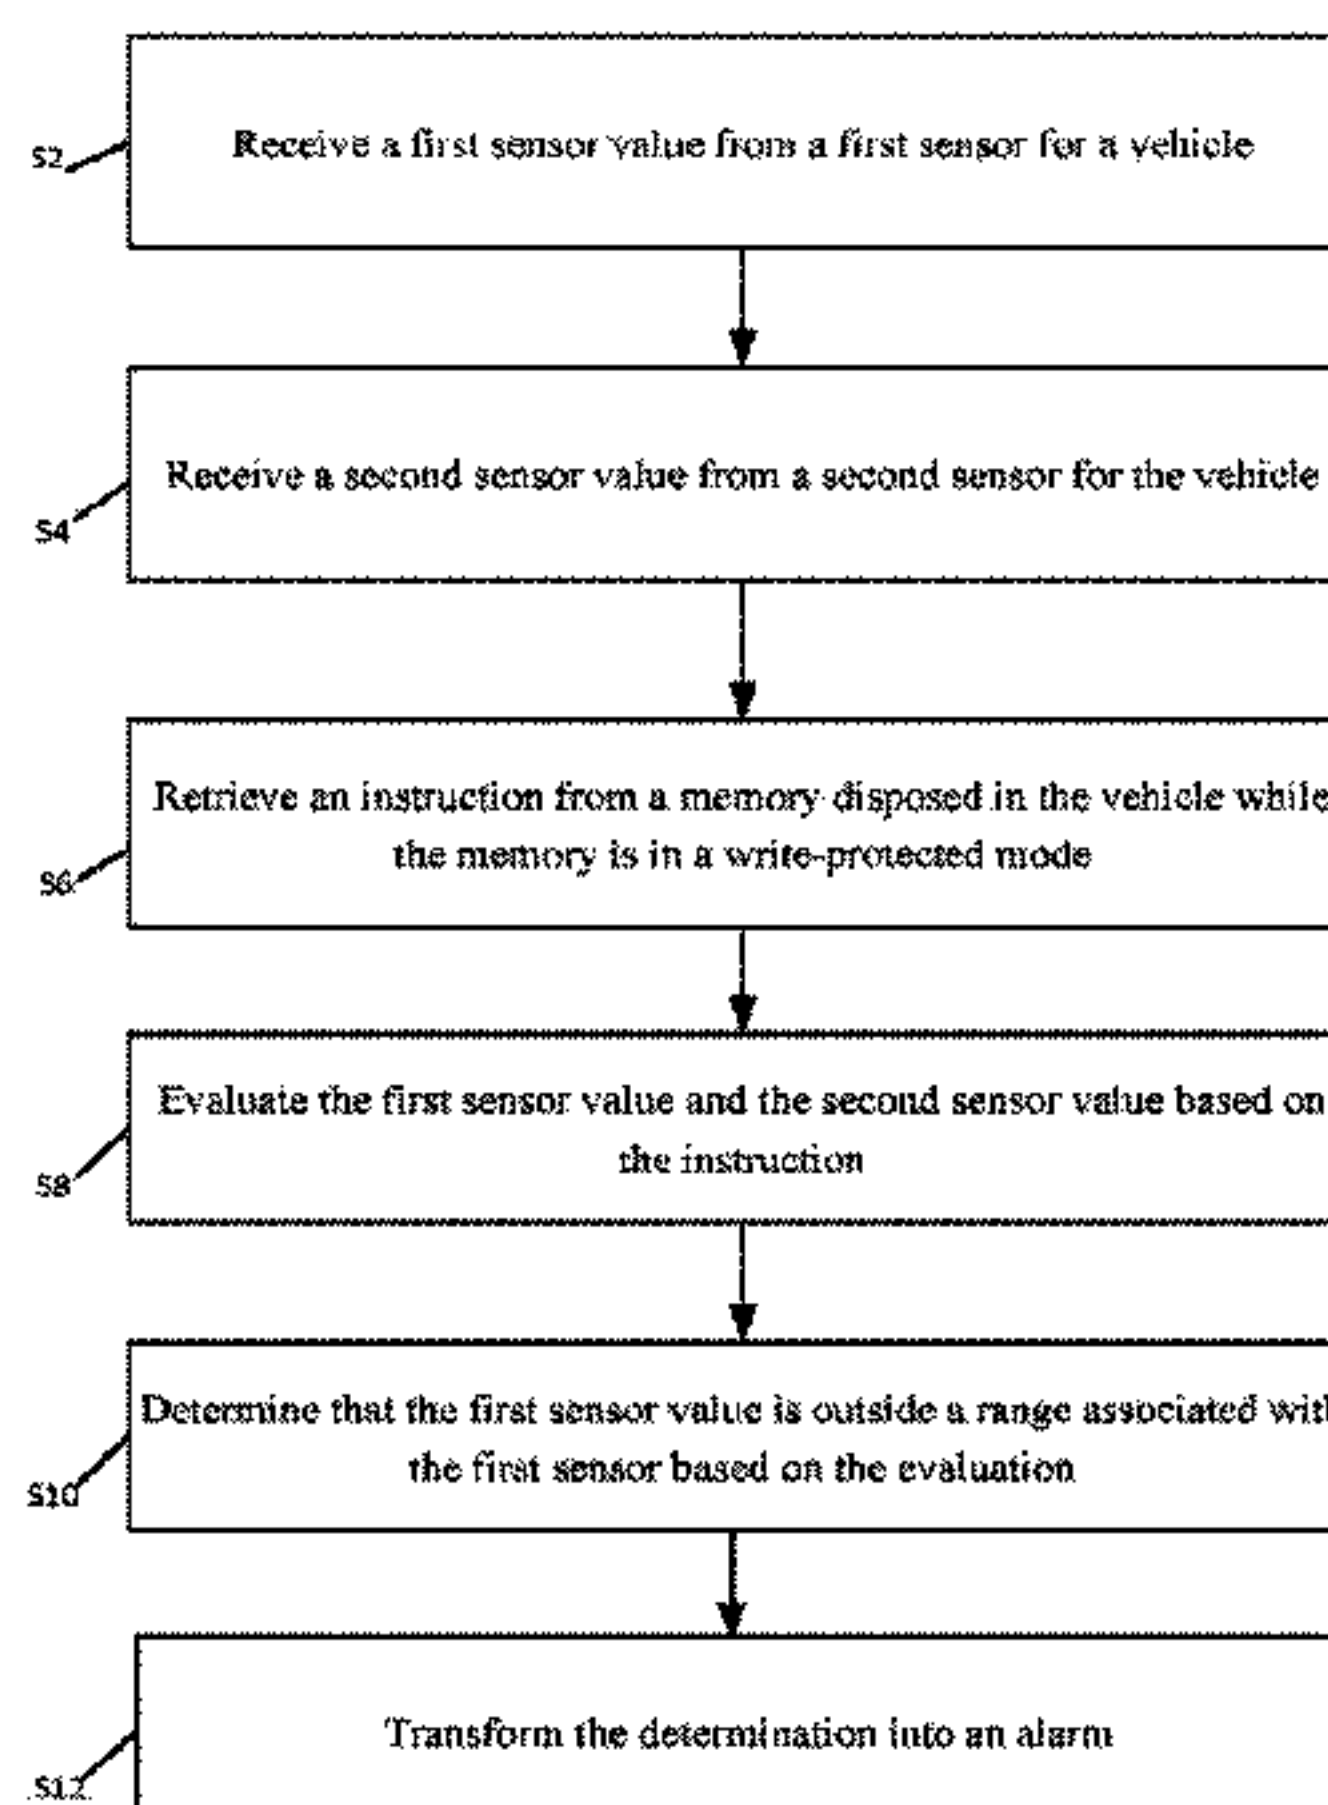 Receive a first sensor value from a first sensor for a vehicle
S2
Receive a second sensor value from a second sensor for the vehicle
S4
Retrieve an instruction from a memory disposed in the vehicle while
the memory is in a write-protected mode
S6
Evaluate the first sensor value and the second sensor value based on
the instruction
S8
Determine that the first sensor value is outside a range associated with
the first sensor based on the evaluation
S10
Transform the determination into an alarm
S12